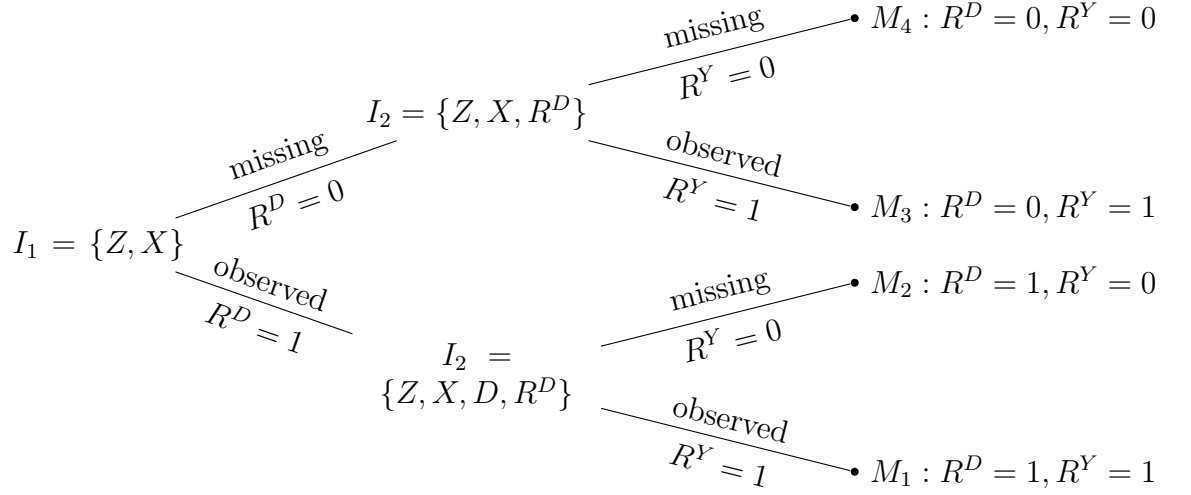 missing
R^Y = 0
M_4 : R^D = 0, R^Y = 0
I_2 = {Z, X, R^D}
missing
R^D = 0
observed
R^Y = 1
M_3 : R^D = 0, R^Y = 1
I_1 = {Z, X}
observed
R^D = 1
missing
R^Y = 0
M_2 : R^D = 1, R^Y = 0
I_2 =
{Z, X, D, R^D}
observed
R^Y = 1
M_1 : R^D = 1, R^Y = 1